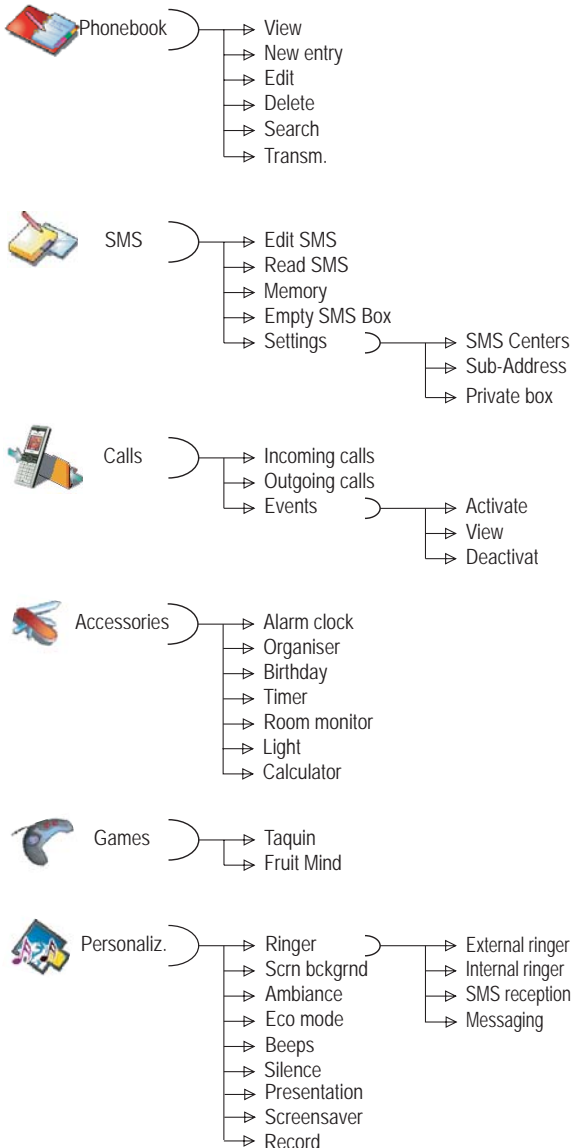 Phonebook
View
New entry
Edit
Delete
Search
Transm.
SMS
Edit SMS
Read SMS
Memory
Empty SMS Box
Settings
SMS Centers
Sub-Address
Private box
Calls
Incoming calls
Outgoing calls
Events
Activate
View
Deactivat
Accessories
Alarm clock
Organiser
Birthday
Timer
Room monitor
Light
Calculator
Games
Taquin
Fruit Mind
Personaliz.
Ringer
External ringer
Internal ringer
SMS reception
Messaging
Scrn bckgrnd
Ambiance
Eco mode
Beeps
Silence
Presentation
Screensaver
Record